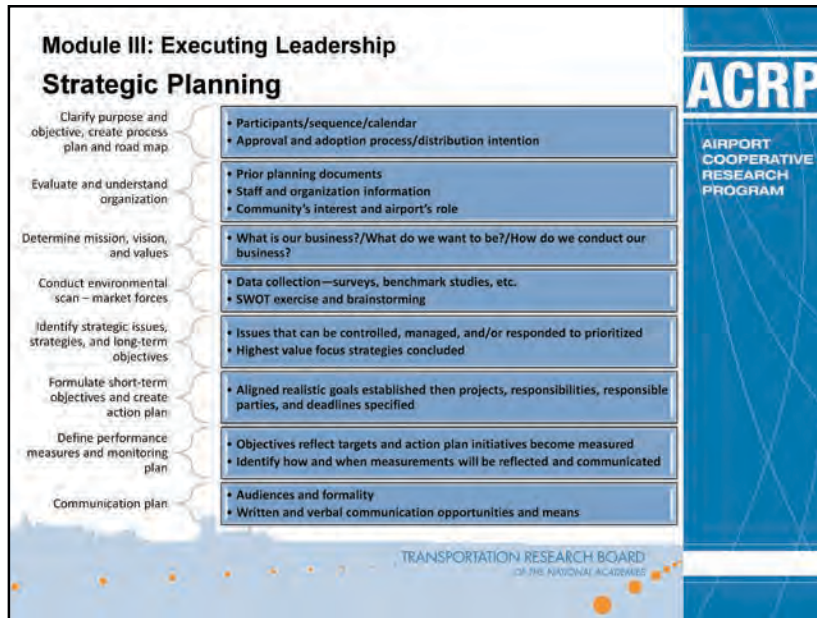 Module III: Executing Leadership
Strategic Planning
Clarify purpose and
objective, create process
plan and road map
• Participants/sequence/calendar
• Approval and adoption process/distribution intention
Evaluate and understand
organization
• Prior planning documents
• Staff and organization information
• Community's interest and airport's role
Determine mission, vision,
and values
• What is our business?/What do we want to be?/How do we conduct our
business?
Conduct environmental
scan – market forces
• Data collection—surveys, benchmark studies, etc.
• SWOT exercise and brainstorming
Identify strategic issues,
strategies, and long-term
objectives
• Issues that can be controlled, managed, and/or responded to prioritized
• Highest value focus strategies concluded
Formulate short-term
objectives and create
action plan
• Aligned realistic goals established then projects, responsibilities, responsible
parties, and deadlines specified
Define performance
measures and monitoring
plan
• Objectives reflect targets and action plan initiatives become measured
• Identify how and when measurements will be reflected and communicated
Communication plan
• Audiences and formality
• Written and verbal communication opportunities and means
ACRP
AIRPORT
COOPERATIVE
RESEARCH
PROGRAM
TRANSPORTATION RESEARCH BOARD
OF THE NATIONAL ACADEMIES